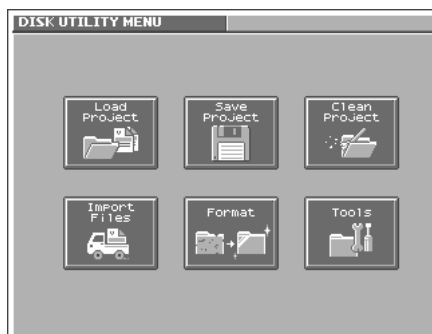 DISK UTILITY MENU
Load
Project
Save
Project
Clean
Project
Import
Files
Format
Tools